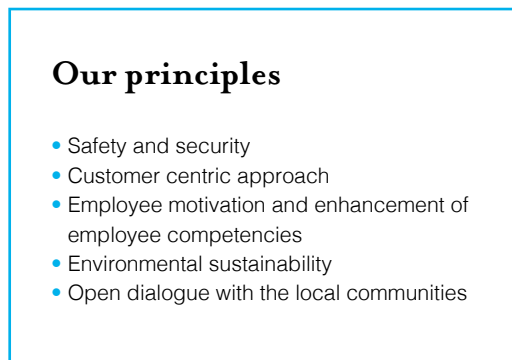 Our principles
• Safety and security
• Customer centric approach
• Employee motivation and enhancement of
employee competencies
• Environmental sustainability
• Open dialogue with the local communities